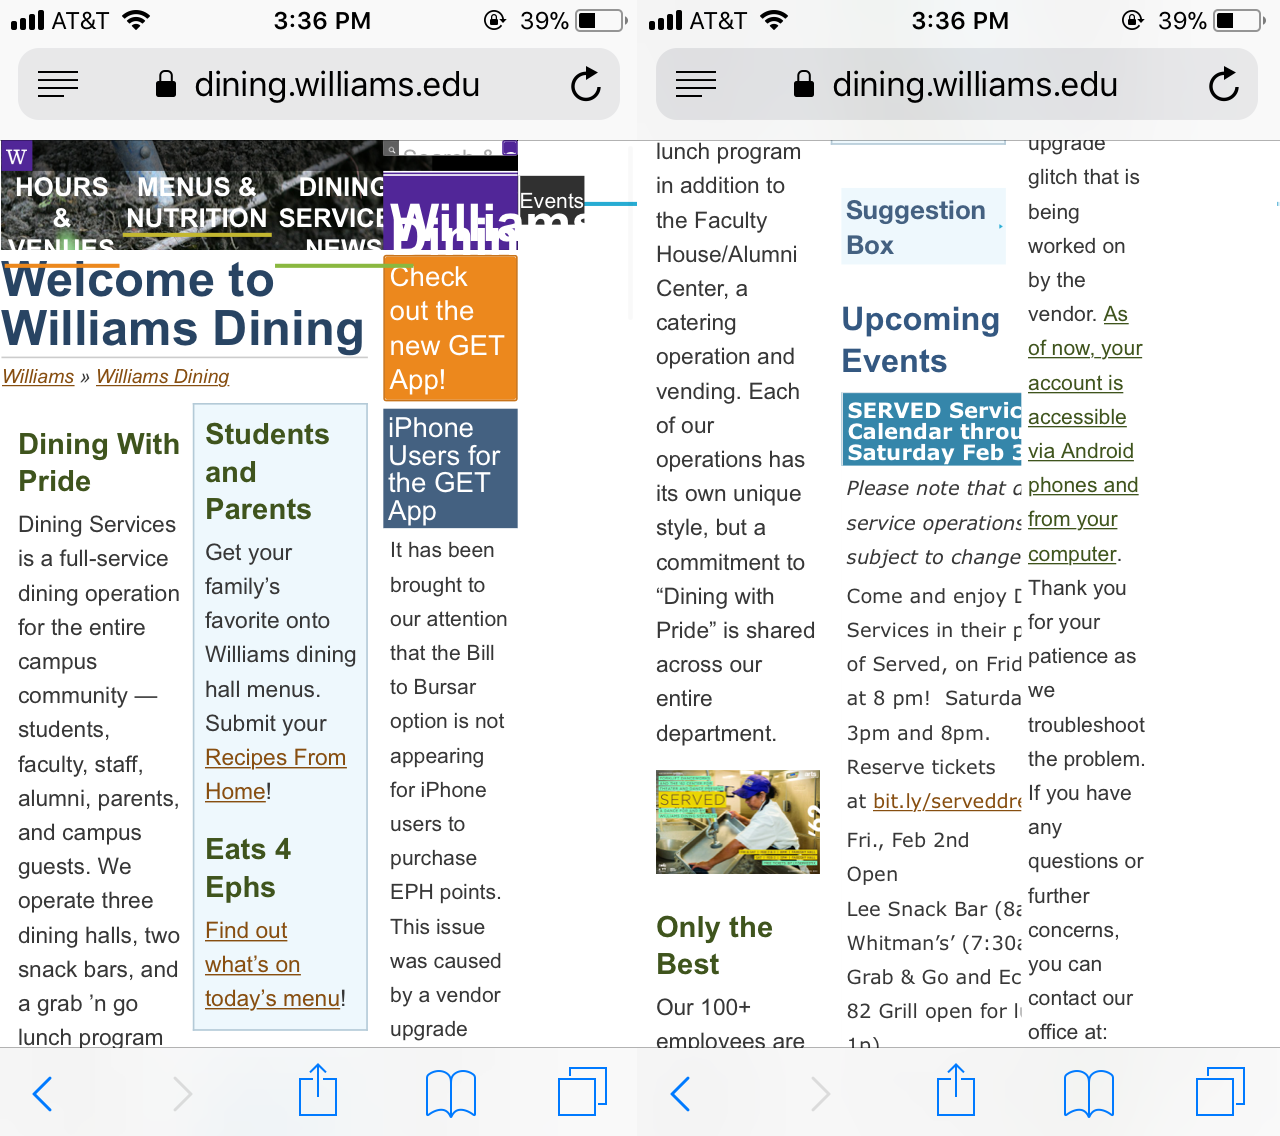 AT&T
3:36 PM
39%
dining.williams.edu
W
HOURS
&
VENUES
MENUS &
NUTRITION
DINING
SERVICE
NEWS
Search &
Williams
Dining
Events
Welcome to
Williams Dining
Williams » Williams Dining
Dining With
Pride
Dining Services
is a full-service
dining operation
for the entire
campus
community —
students,
faculty, staff,
alumni, parents,
and campus
guests. We
operate three
dining halls, two
snack bars, and
a grab ’n go
lunch program
Students
and
Parents
Get your
family’s
favorite onto
Williams dining
hall menus.
Submit your
Recipes From
Home!
Eats 4
Ephs
Find out
what’s on
today’s menu!
Check
out the
new GET
App!
iPhone
Users for
the GET
App
It has been
brought to
our attention
that the Bill
to Bursar
option is not
appearing
for iPhone
users to
purchase
EPH points.
This issue
was caused
by a vendor
upgrade
AT&T
3:36 PM
39%
dining.williams.edu
lunch program
in addition to
the Faculty
House/Alumni
Center, a
catering
operation and
vending. Each
of our
operations has
its own unique
style, but a
commitment to
“Dining with
Pride” is shared
across our
entire
department.
SERVED
'62
Only the
Best
Our 100+
employees are
Suggestion
Box
Upcoming
Events
SERVED Servic
Calendar throu
Saturday Feb 3
Please note that d
service operations
subject to change
Come and enjoy D
Services in their p
of Served, on Frid
at 8 pm! Saturda
3pm and 8pm.
Reserve tickets
at bit.ly/serveddre
Fri., Feb 2nd
Open
Lee Snack Bar (8a
Whitman’s’ (7:30a
Grab & Go and Ec
82 Grill open for lu
1p)
upgrade
glitch that is
being
worked on
by the
vendor. As
of now, your
account is
accessible
via Android
phones and
from your
computer.
Thank you
for your
patience as
we
troubleshoot
the problem.
If you have
any
questions or
further
concerns,
you can
contact our
office at: